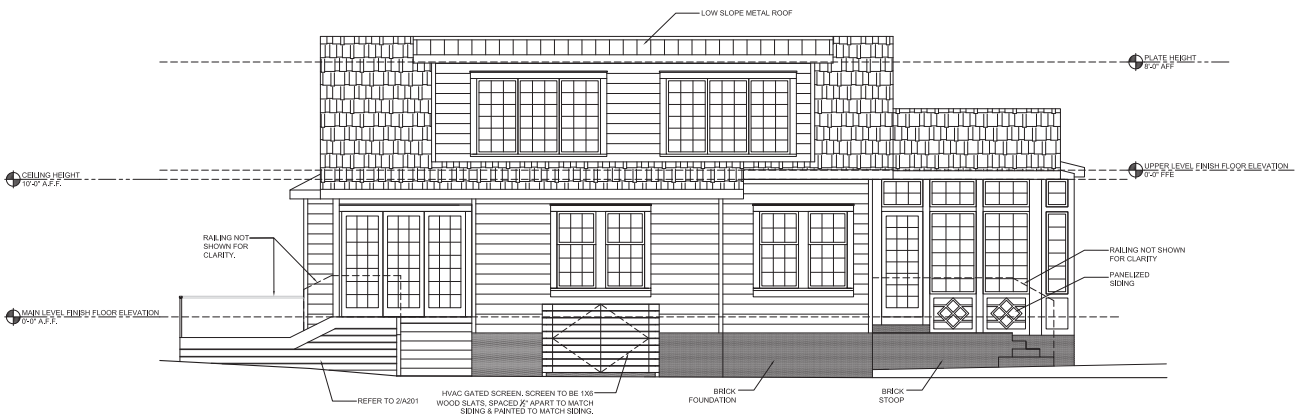 LOW SLOPE METAL ROOF
PLATE HEIGHT
8'-0" AFF
CEILING HEIGHT
10'-0" A.F.F.
UPPER LEVEL FINISH FLOOR ELEVATION
0'-0" FFE
RAILING NOT
SHOWN FOR
CLARITY.
RAILING NOT SHOWN
FOR CLARITY
PANELIZED
SIDING
MAIN LEVEL FINISH FLOOR ELEVATION
0'-0" A.F.F.
REFER TO 2/A201
HVAC GATED SCREEN. SCREEN TO BE 1X6
WOOD SLATS, SPACED ½" APART TO MATCH
SIDING & PAINTED TO MATCH SIDING.
BRICK
FOUNDATION
BRICK
STOOP